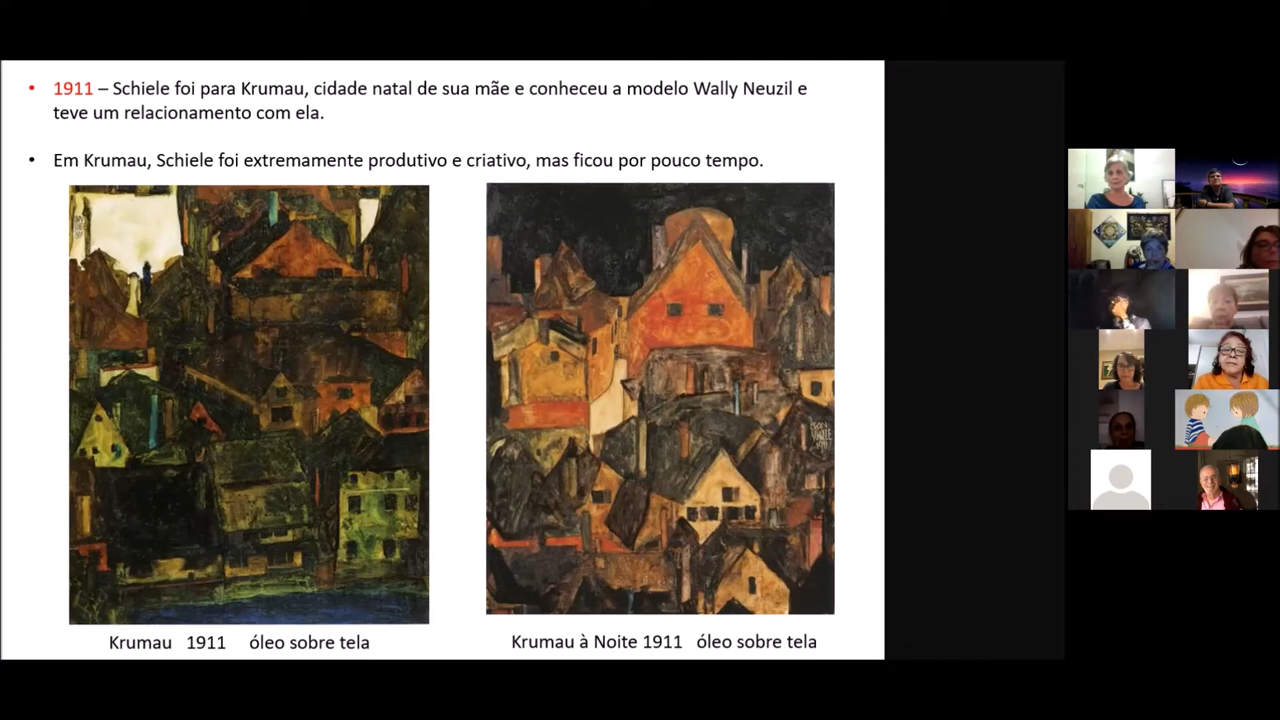 1911 – Schiele foi para Krumau, cidade natal de sua mãe e conheceu a modelo Wally Neuzil e
teve um relacionamento com ela.
Em Krumau, Schiele foi extremamente produtivo e criativo, mas ficou por pouco tempo.
Krumau 1911 óleo sobre tela
Krumau à Noite 1911 óleo sobre tela